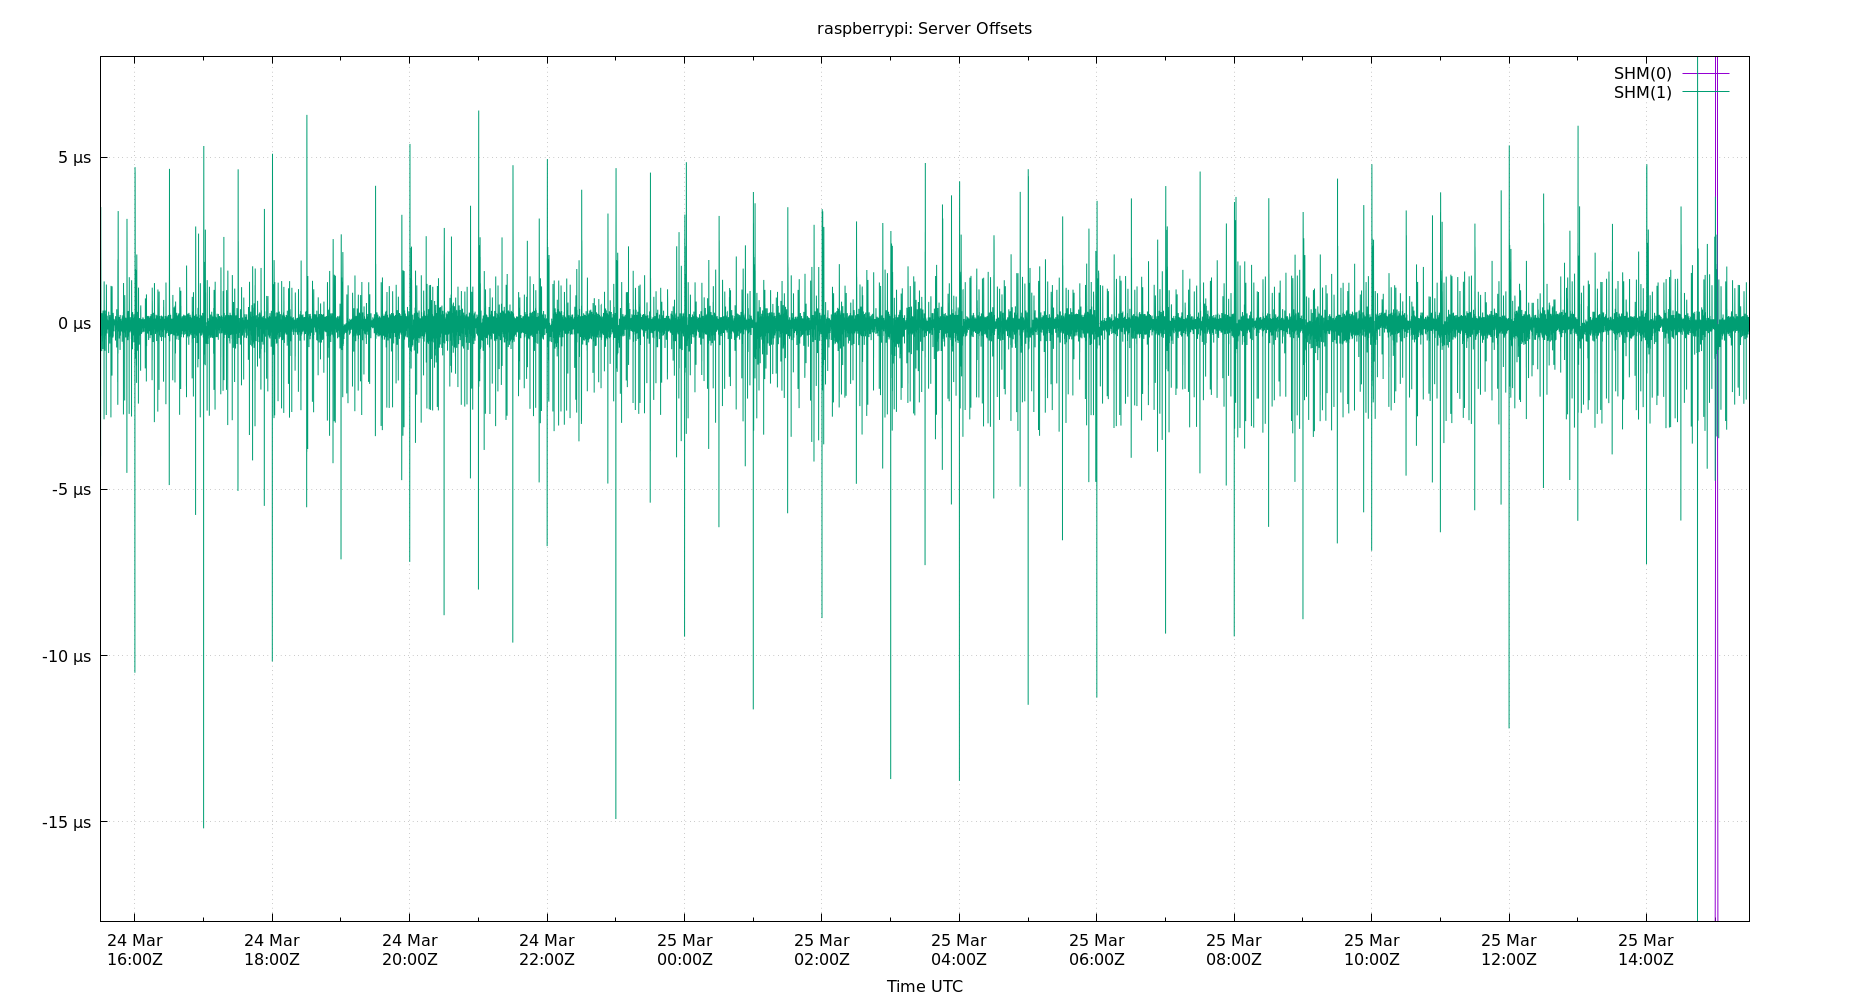 raspberrypi: Server Offsets
SHM(0)
SHM(1)
5 µs
0 µs
-5 µs
-10 µs
-15 µs
24 Mar 24 Mar 24 Mar 24 Mar 25 Mar 25 Mar 25 Mar 25 Mar 25 Mar 25 Mar 25 Mar 25 Mar
16:00Z 18:00Z 20:00Z 22:00Z 00:00Z 02:00Z 04:00Z 06:00Z 08:00Z 10:00Z 12:00Z 14:00Z
Time UTC